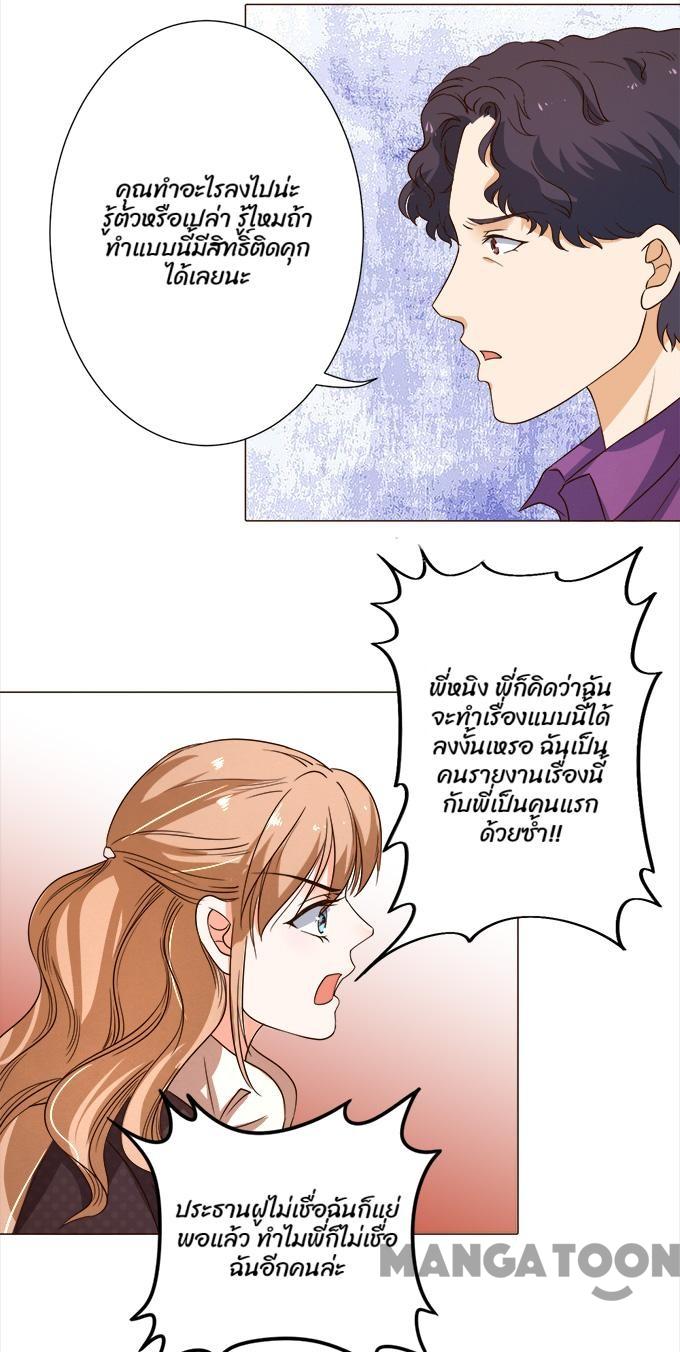 คุณทำอะไรลงไปน่ะ
รู้ตัวหรือเปล่า รู้ไหมถ้า
ทำแบบนี้มีสิทธิ์ติดคุก
ได้เลยนะ
พี่หนิง พี่ก็คิดว่าฉัน
จะทำเรื่องแบบนี้ได้
ลงงั้นเหรอ ฉันเป็น
คนรายงานเรื่องนี้
กับพี่เป็นคนแรก
ด้วยซ้ำ!!
ประธานฝูไม่เชื่อฉันก็แย่
พอแล้ว ทำไมพี่ก็ไม่เชื่อ
ฉันอีกคนล่ะ
MANGATOON